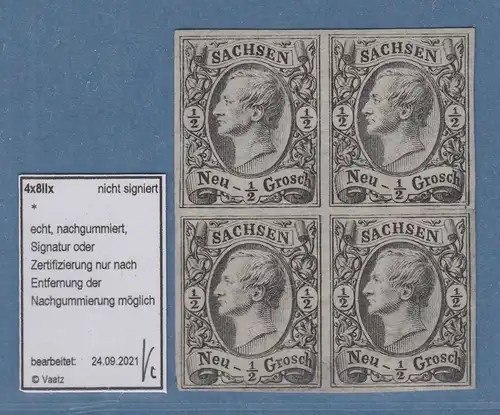 4x8IIx nicht signiert
*
echt, nachgummiert,
Signatur oder
Zertifizierung nur nach
Entfernung der
Nachgummierung möglich
bearbeitet: 24.09.2021
© Vaatz
SACHSEN SACHSEN
½ ½ ½ ½
Neu - ½ Grosch Neu - ½ Grosch
SACHSEN SACHSEN
½ ½ ½ ½
Neu - ½ Grosch Neu - ½ Grosch